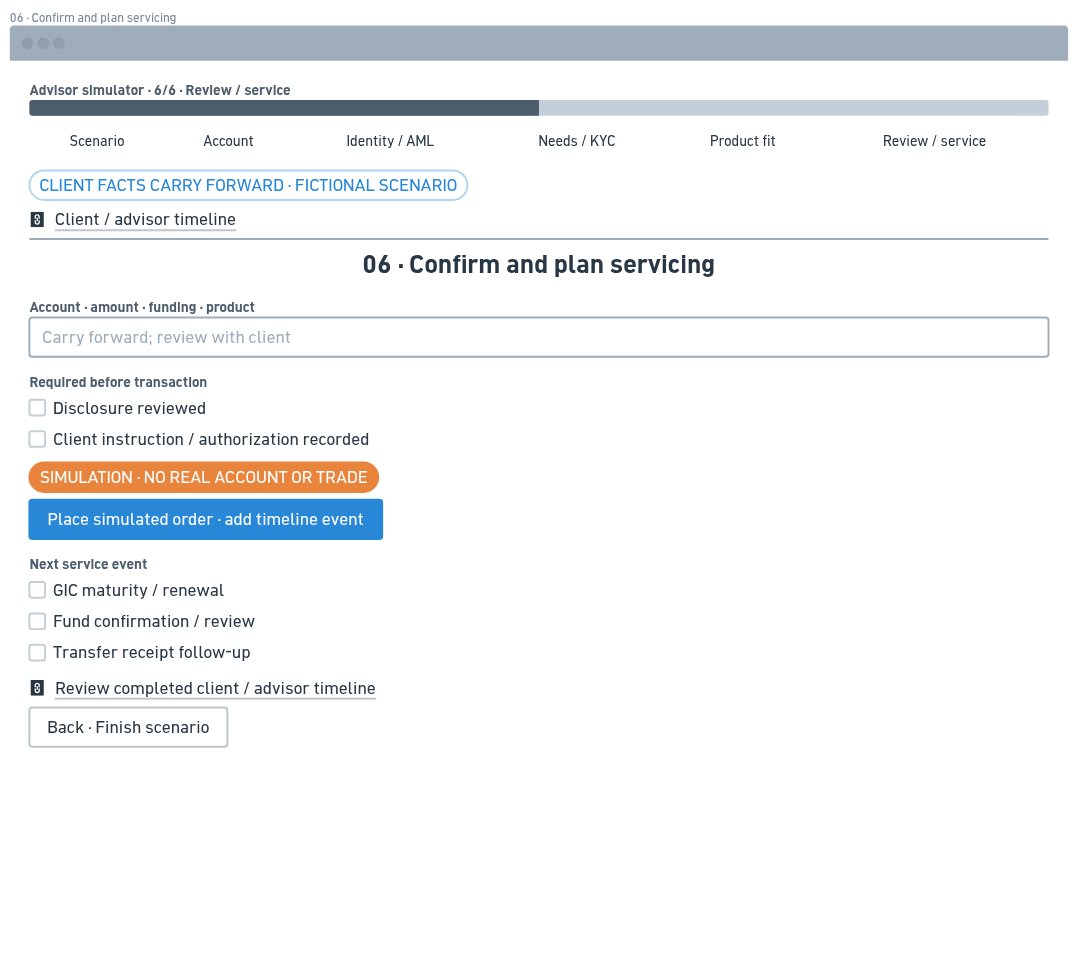 06 · Confirm and plan servicing
Advisor simulator · 6/6 · Review / service
Scenario Account Identity / AML Needs / KYC Product fit Review / service
CLIENT FACTS CARRY FORWARD · FICTIONAL SCENARIO
Client / advisor timeline
06 · Confirm and plan servicing
Account · amount · funding · product
Carry forward; review with client
Required before transaction
Disclosure reviewed
Client instruction / authorization recorded
SIMULATION · NO REAL ACCOUNT OR TRADE
Place simulated order · add timeline event
Next service event
GIC maturity / renewal
Fund confirmation / review
Transfer receipt follow-up
Review completed client / advisor timeline
Back · Finish scenario